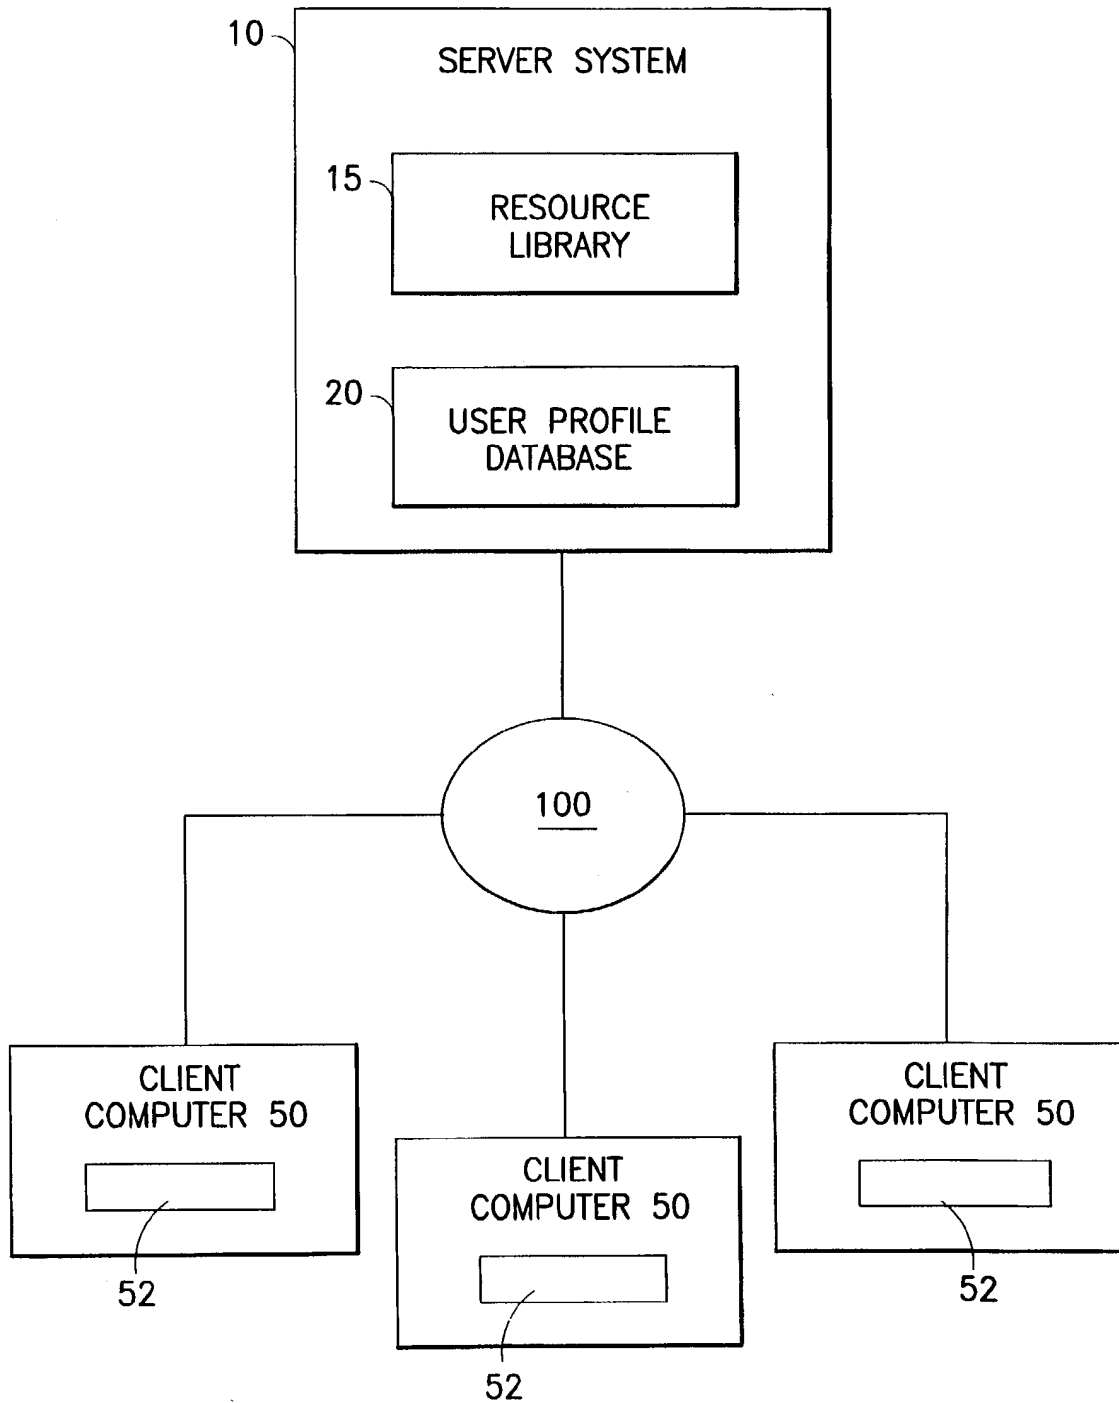 10
SERVER SYSTEM
15
RESOURCE
LIBRARY
20
USER PROFILE
DATABASE
100
CLIENT
COMPUTER 50
52
CLIENT
COMPUTER 50
52
CLIENT
COMPUTER 50
52